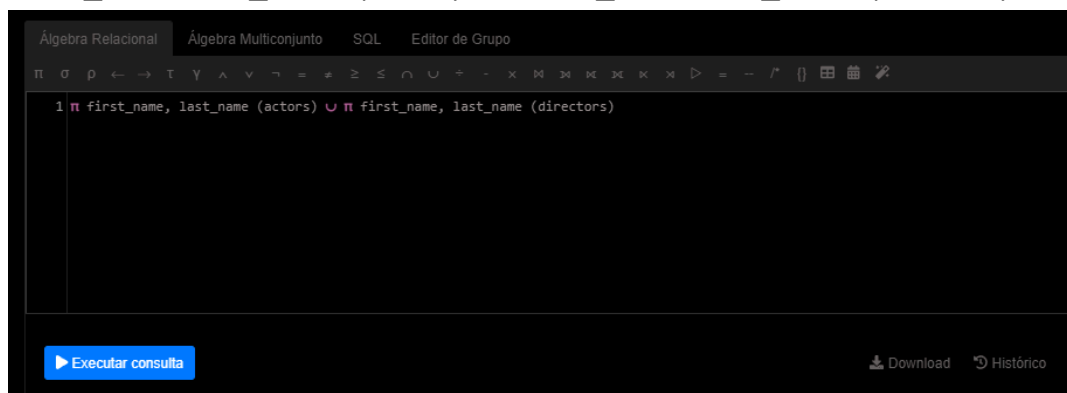 Álgebra Relacional Álgebra Multiconjunto SQL Editor de Grupo
π σ ρ ← → τ γ ∧ ∨ ¬ = ≠ ≥ ≤ ∩ ∪ ÷ - × ⨝ ⟕ ⟖ ⟗ ⋉ ⋊ ▷ = -- /* {}
1 π first_name, last_name (actors) ∪ π first_name, last_name (directors)
Executar consulta Download Histórico